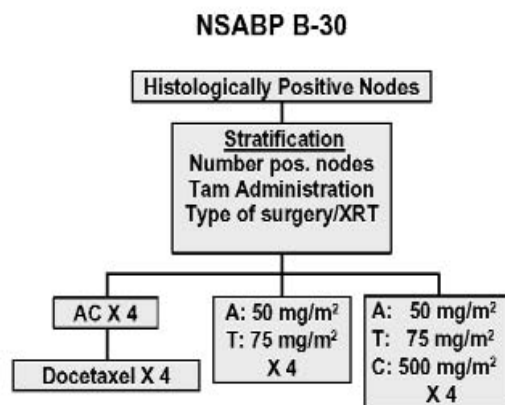 NSABP B-30
Histologically Positive Nodes
Stratification
Number pos. nodes
Tam Administration
Type of surgery/XRT
AC X 4
Docetaxel X 4
A: 50 mg/m²
T: 75 mg/m²
X 4
A: 50 mg/m²
T: 75 mg/m²
C: 500 mg/m²
X 4